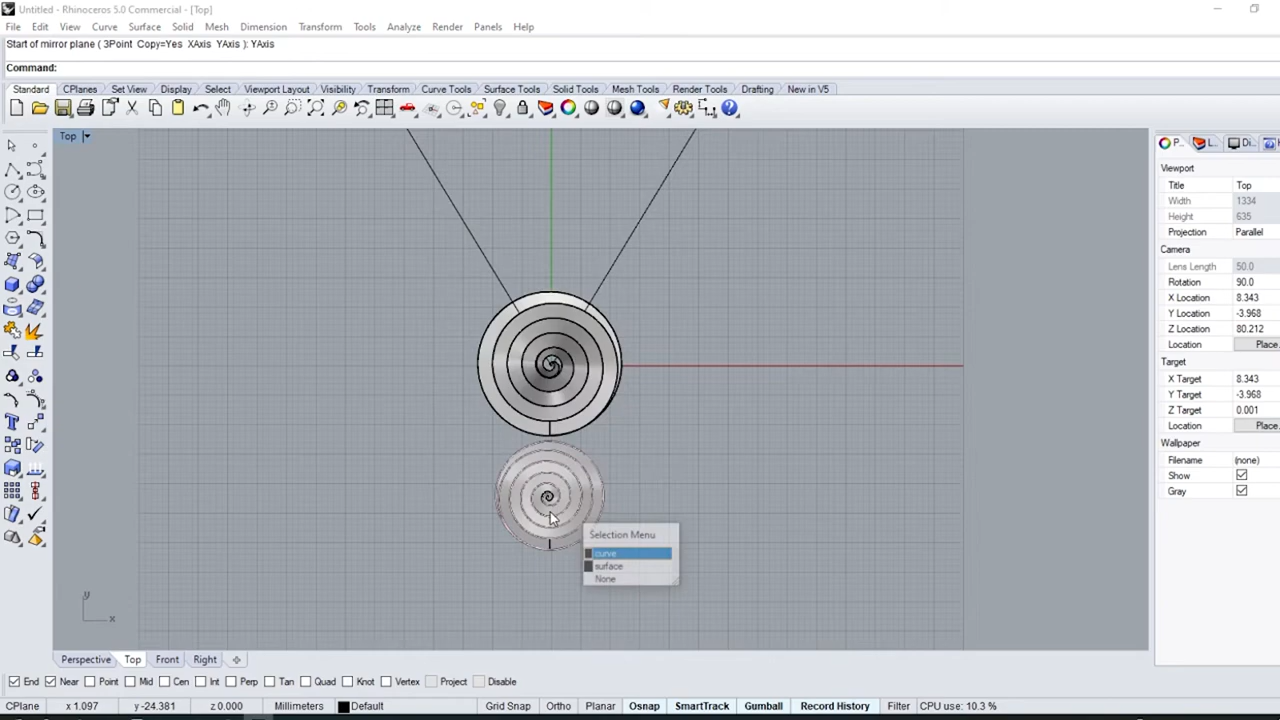 Untitled - Rhinoceros 5.0 Commercial - [Top]
File Edit View Curve Surface Solid Mesh Dimension Transform Tools Analyze Render Panels Help
Start of mirror plane ( 3Point Copy=Yes XAxis YAxis ): YAxis
Command:
Standard CPlanes Set View Display Select Viewport Layout Visibility Transform Curve Tools Surface Tools Solid Tools Mesh Tools Render Tools Drafting New in V5
Top
P... L... Di...
Viewport
Title Top
Width 1334
Height 635
Projection Parallel
Camera
Lens Length 50.0
Rotation 90.0
X Location 8.343
Y Location -3.968
Z Location 80.212
Location Place...
Target
X Target 8.343
Y Target -3.968
Z Target 0.001
Location Place...
Wallpaper
Filename (none)
Show
Gray
Selection Menu
curve
surface
None
y
x
Perspective Top Front Right
End Near Point Mid Cen Int Perp Tan Quad Knot Vertex Project Disable
CPlane x 1.097 y -24.381 z 0.000 Millimeters Default Grid Snap Ortho Planar Osnap SmartTrack Gumball Record History Filter CPU use: 10.3 %